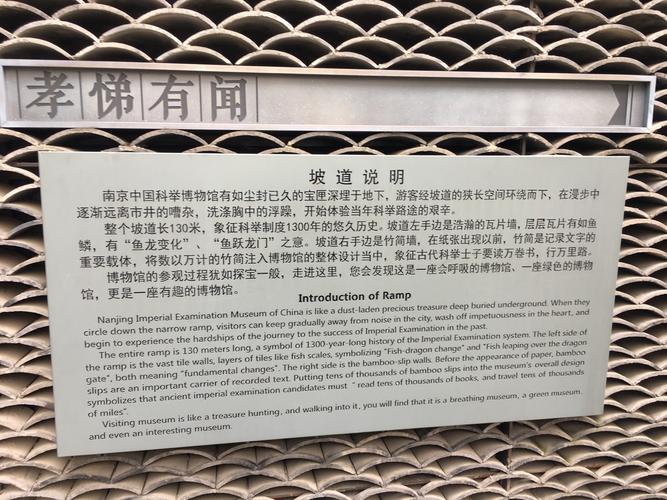 孝悌有闻
坡道说明
南京中国科举博物馆有如尘封已久的宝匣深埋于地下，游客经坡道的狭长空间环绕而下，在漫步中
逐渐远离市井的嘈杂，洗涤胸中的浮躁，开始体验当年科举路途的艰辛。
整个坡道长130米，象征科举制度1300年的悠久历史。坡道左手边是浩瀚的瓦片墙，层层瓦片有如鱼
鳞，有“鱼龙变化”、“鱼跃龙门”之意。坡道右手边是竹简墙，在纸张出现以前，竹简是记录文字的
重要载体，将数以万计的竹简注入博物馆的整体设计当中，象征古代科举士子要读万卷书，行万里路。
博物馆的参观过程犹如探宝一般，走进这里，您会发现这是一座会呼吸的博物馆、一座绿色的博物
馆，更是一座有趣的博物馆。
Introduction of Ramp
Nanjing Imperial Examination Museum of China is like a dust-laden precious treasure deep buried underground. When they
circle down the narrow ramp, visitors can keep gradually away from noise in the city, wash off impetuousness in the heart, and
begin to experience the hardships of the journey to the success of Imperial Examination in the past.
The entire ramp is 130 meters long, a symbol of 1300-year-long history of the Imperial Examination system. The left side of
the ramp is the vast tile walls, layers of tiles like fish scales, symbolizing "Fish-dragon change" and "Fish leaping over the dragon
gate", both meaning "fundamental changes". The right side is the bamboo-slip walls. Before the appearance of paper, bamboo
slips are an important carrier of recorded text. Putting tens of thousands of bamboo slips into the museum's overall design
symbolizes that ancient imperial examination candidates must " read tens of thousands of books, and travel tens of thousands
of miles".
Visiting museum is like a treasure hunting, and walking into it, you will find that it is a breathing museum, a green museum,
and even an interesting museum.